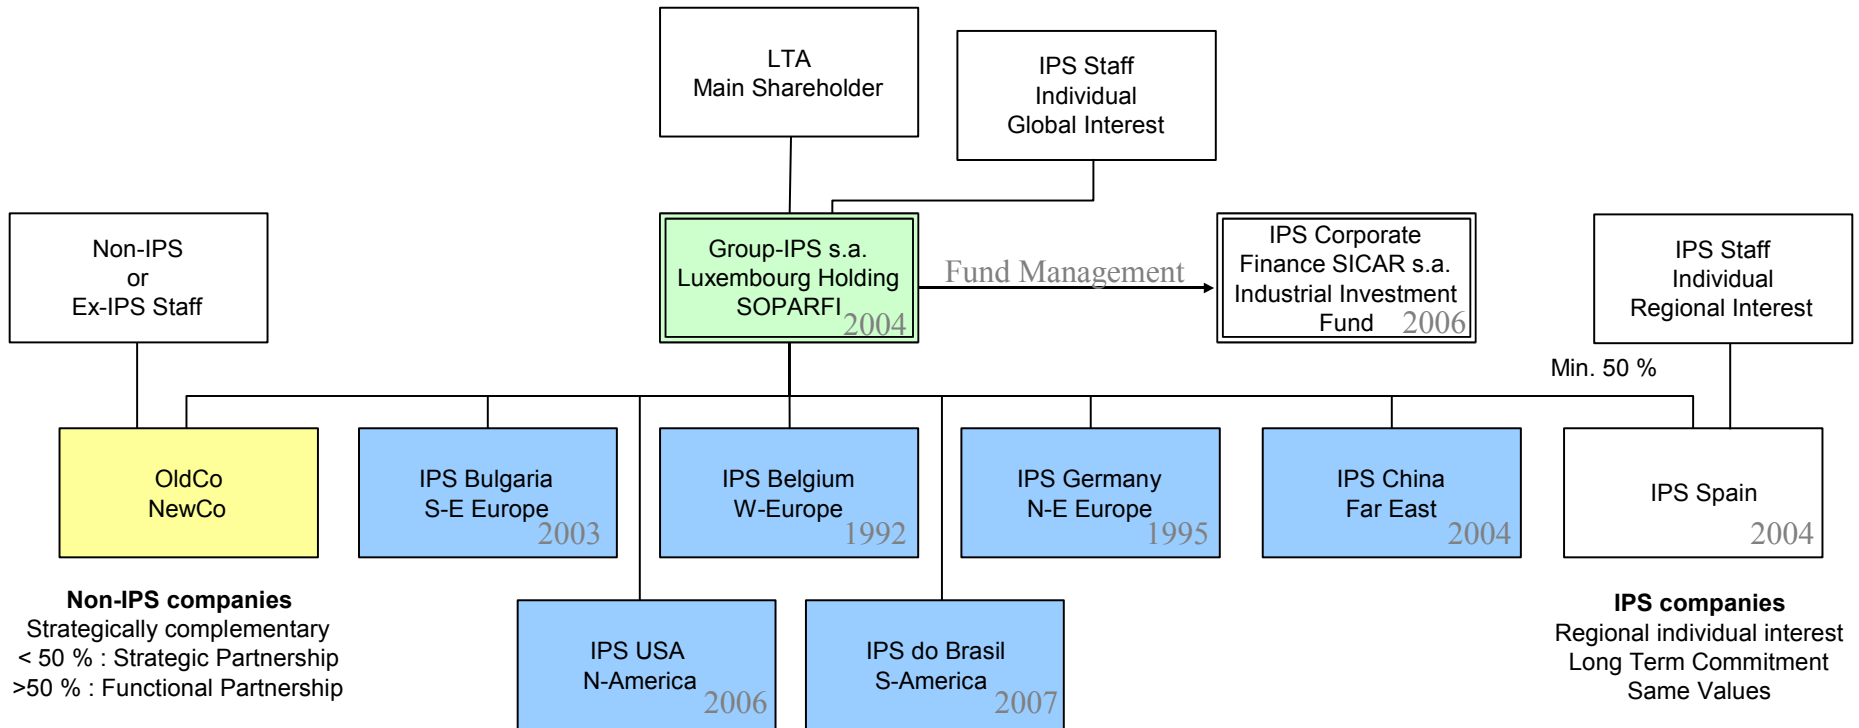 LTA
Main Shareholder
IPS Staff
Individual
Global Interest
Non-IPS
or
Ex-IPS Staff
Group-IPS s.a.
Luxembourg Holding
SOPARFI
2004
Fund Management
IPS Corporate
Finance SICAR s.a.
Industrial Investment
Fund
2006
IPS Staff
Individual
Regional Interest
Min. 50 %
OldCo
NewCo
IPS Bulgaria
S-E Europe
2003
IPS Belgium
W-Europe
1992
IPS Germany
N-E Europe
1995
IPS China
Far East
2004
IPS Spain
2004
Non-IPS companies
Strategically complementary
< 50 % : Strategic Partnership
>50 % : Functional Partnership
IPS USA
N-America
2006
IPS do Brasil
S-America
2007
IPS companies
Regional individual interest
Long Term Commitment
Same Values